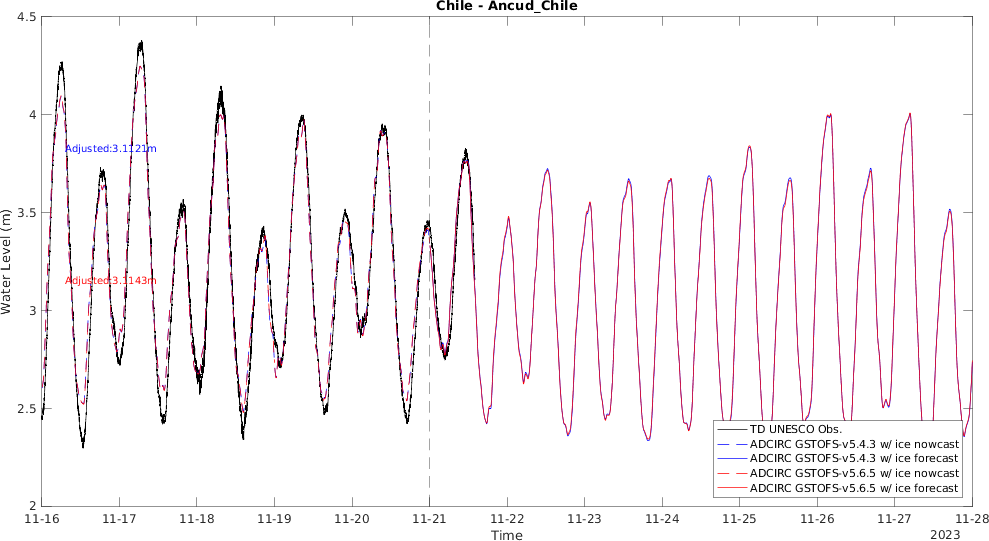 Chile - Ancud_Chile
4.5
4
3.5
3
2.5
2
Water Level (m)
Adjusted:3.1121m
Adjusted:3.1143m
TD UNESCO Obs.
ADCIRC GSTOFS-v5.4.3 w/ ice nowcast
ADCIRC GSTOFS-v5.4.3 w/ ice forecast
ADCIRC GSTOFS-v5.6.5 w/ ice nowcast
ADCIRC GSTOFS-v5.6.5 w/ ice forecast
11-16 11-17 11-18 11-19 11-20 11-21 11-22 11-23 11-24 11-25 11-26 11-27 11-28
Time
2023